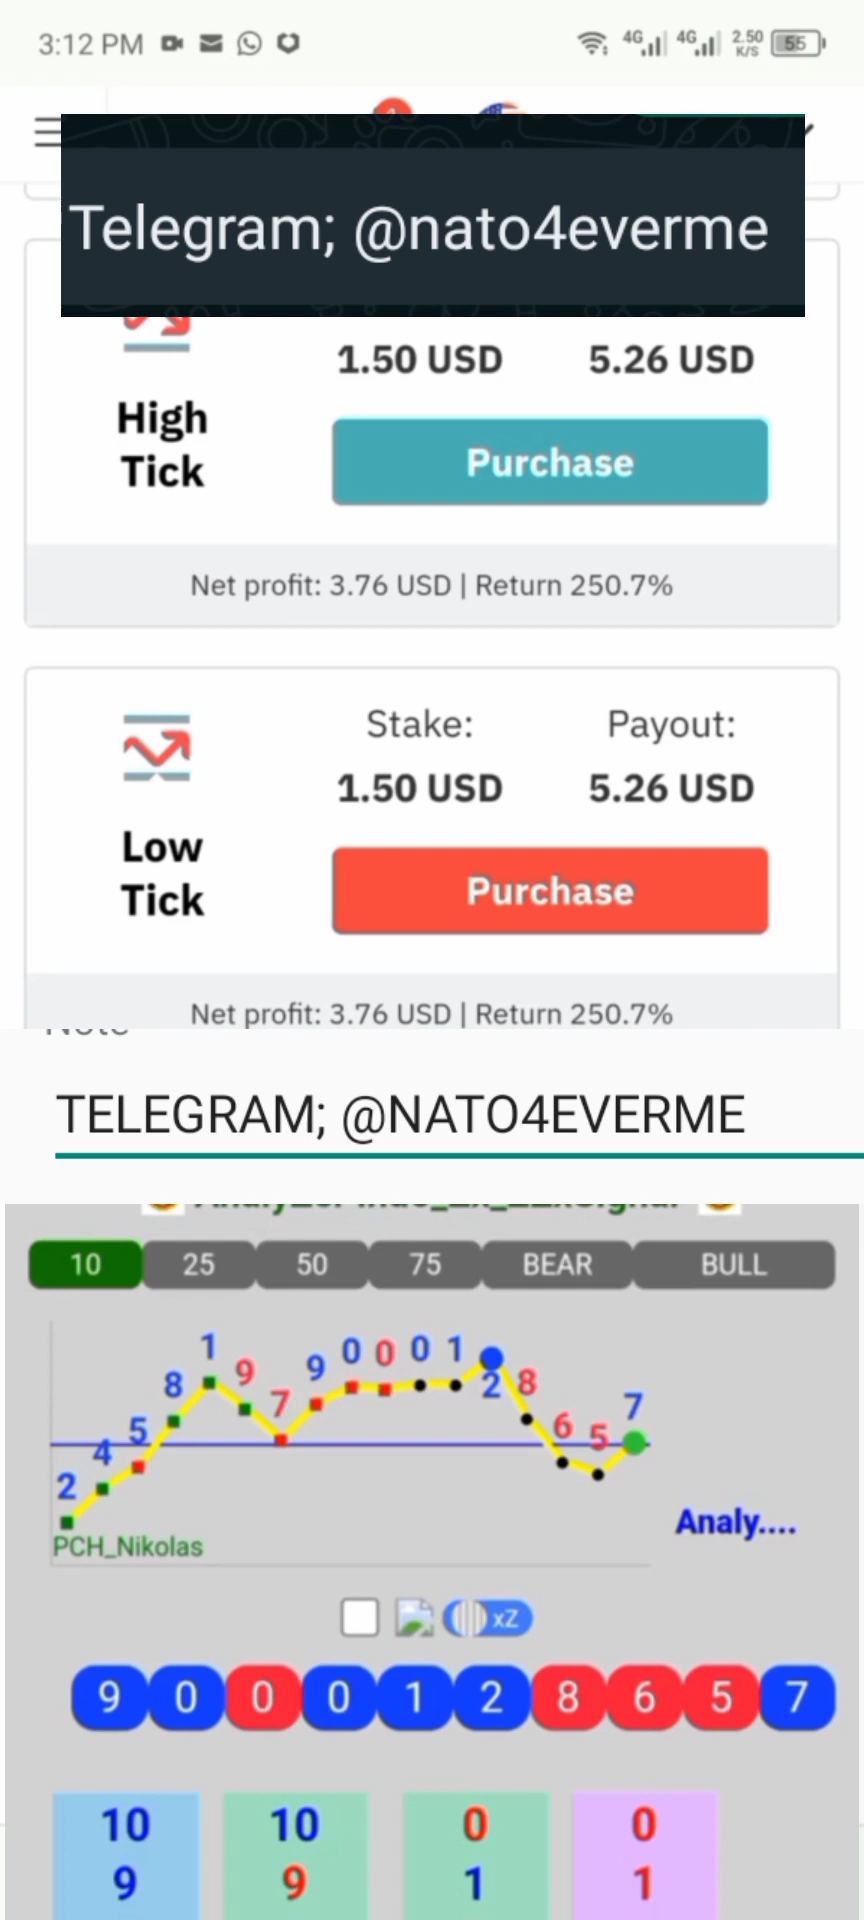 3:12 PM
4G 4G 2.50 K/S 55
Telegram; @nato4everme
1.50 USD 5.26 USD
High
Tick
Purchase
Net profit: 3.76 USD | Return 250.7%
Stake: Payout:
1.50 USD 5.26 USD
Low
Tick
Purchase
Net profit: 3.76 USD | Return 250.7%
Note
TELEGRAM; @NATO4EVERME
10 25 50 75 BEAR BULL
2 4 5 8 1 9 7 9 0 0 0 1 2 8 6 5 7
Analy....
PCH_Nikolas
xZ
9 0 0 0 1 2 8 6 5 7
10 10 0 0
9 9 1 1